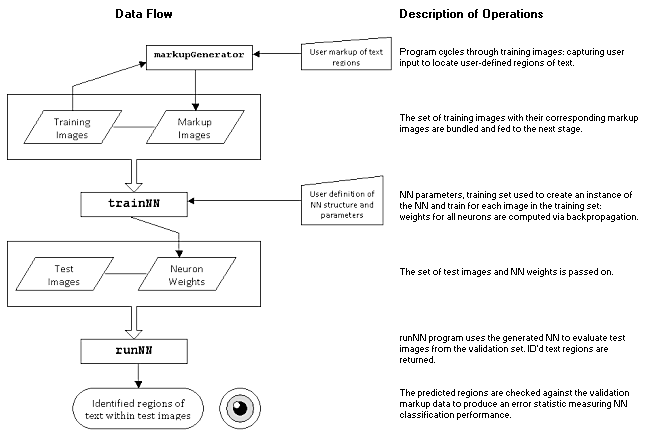 Data Flow
Description of Operations
markupGenerator
User markup of text
regions
Program cycles through training images: capturing user
input to locate user-defined regions of text.
Training
Images
Markup
Images
The set of training images with their corresponding markup
images are bundled and fed to the next stage.
trainNN
User definition of
NN structure and
parameters
NN parameters, training set used to create an instance of
the NN and train for each image in the training set:
weights for all neurons are computed via backpropagation.
Test
Images
Neuron
Weights
The set of test images and NN weights is passed on.
runNN
runNN program uses the generated NN to evaluate test
images from the validation set. ID'd text regions are
returned.
Identified regions of
text within test images
The predicted regions are checked against the validation
markup data to produce an error statistic measuring NN
classification performance.